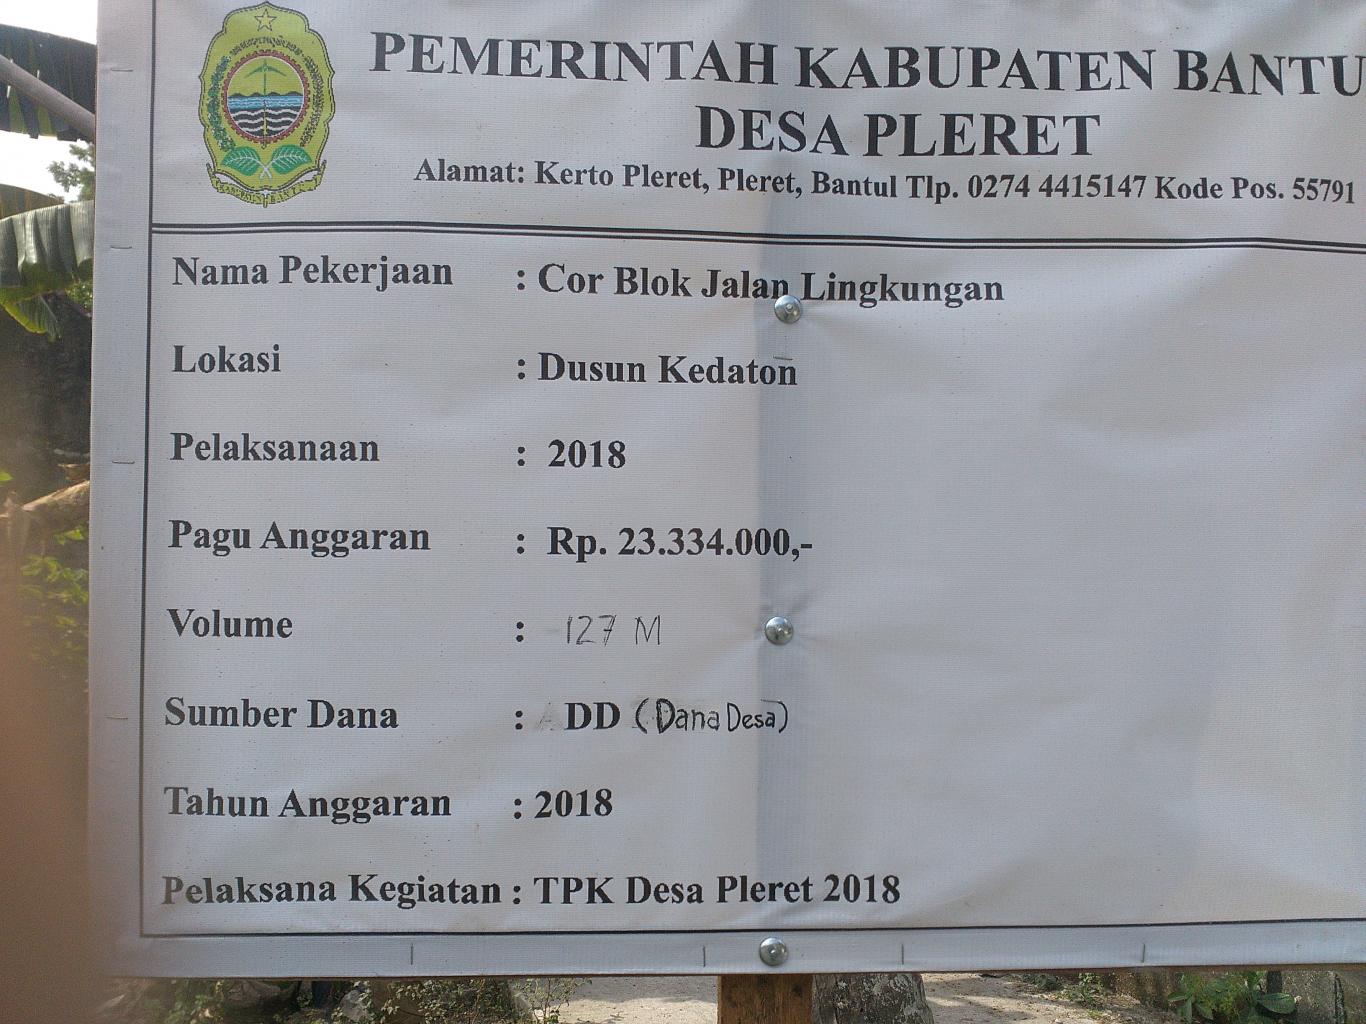 PEMERINTAH KABUPATEN BANTU
DESA PLERET
Alamat: Kerto Pleret, Pleret, Bantul Tlp. 0274 4415147 Kode Pos. 55791
Nama Pekerjaan : Cor Blok Jalan Lingkungan
Lokasi : Dusun Kedaton
Pelaksanaan : 2018
Pagu Anggaran : Rp. 23.334.000,-
Volume : 127 M
Sumber Dana : DD (Dana Desa)
Tahun Anggaran : 2018
Pelaksana Kegiatan : TPK Desa Pleret 2018